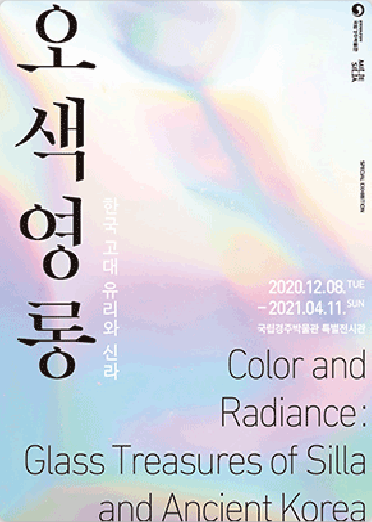 오색영롱
한국 고대 유리와 신라
SPECIAL EXHIBITION
2020.12.08.TUE
– 2021.04.11.SUN
국립경주박물관 특별전시관
Color and
Radiance:
Glass Treasures of Silla
and Ancient Korea